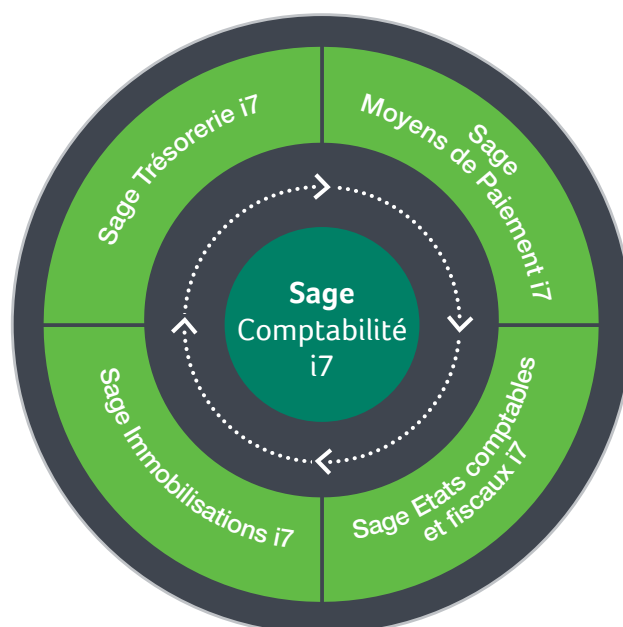 Sage Trésorerie i7
Sage
Moyens de Paiement i7
Sage
Comptabilité
i7
Sage Immobilisations i7
Sage Etats comptables
et fiscaux i7